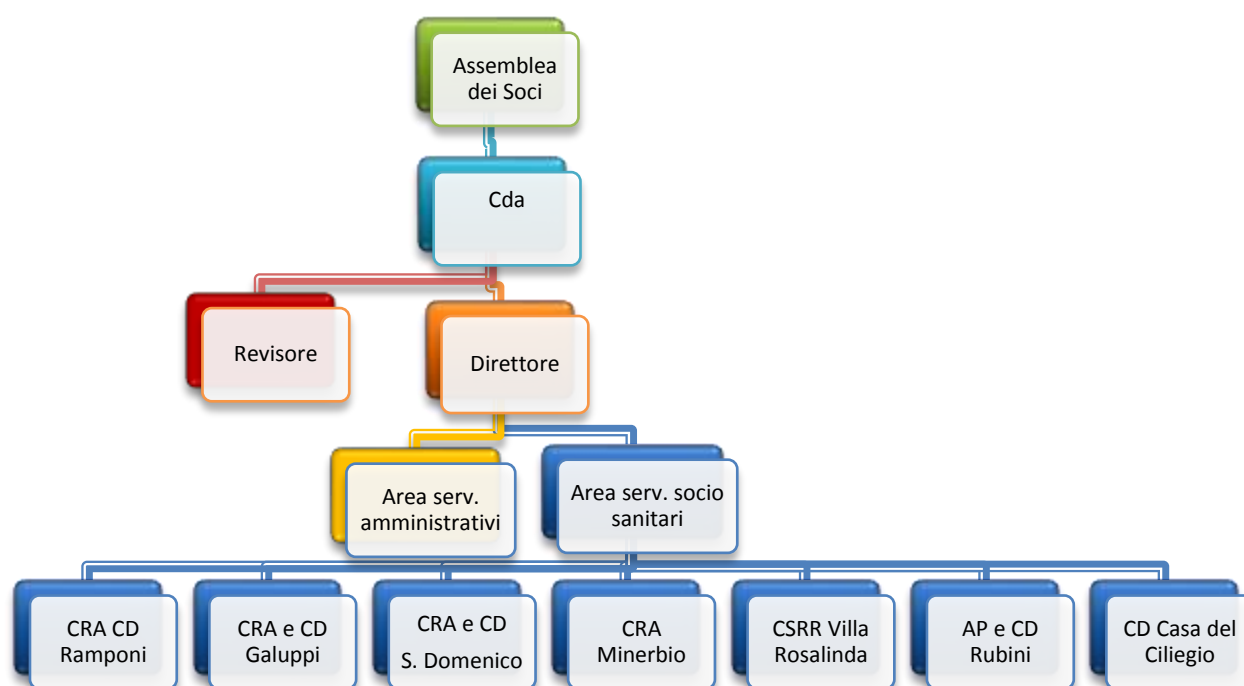 Assemblea
dei Soci
Cda
Revisore
Direttore
Area serv.
amministrativi
Area serv. socio
sanitari
CRA CD
Ramponi
CRA e CD
Galuppi
CRA e CD
S. Domenico
CRA
Minerbio
CSRR Villa
Rosalinda
AP e CD
Rubini
CD Casa del
Ciliegio